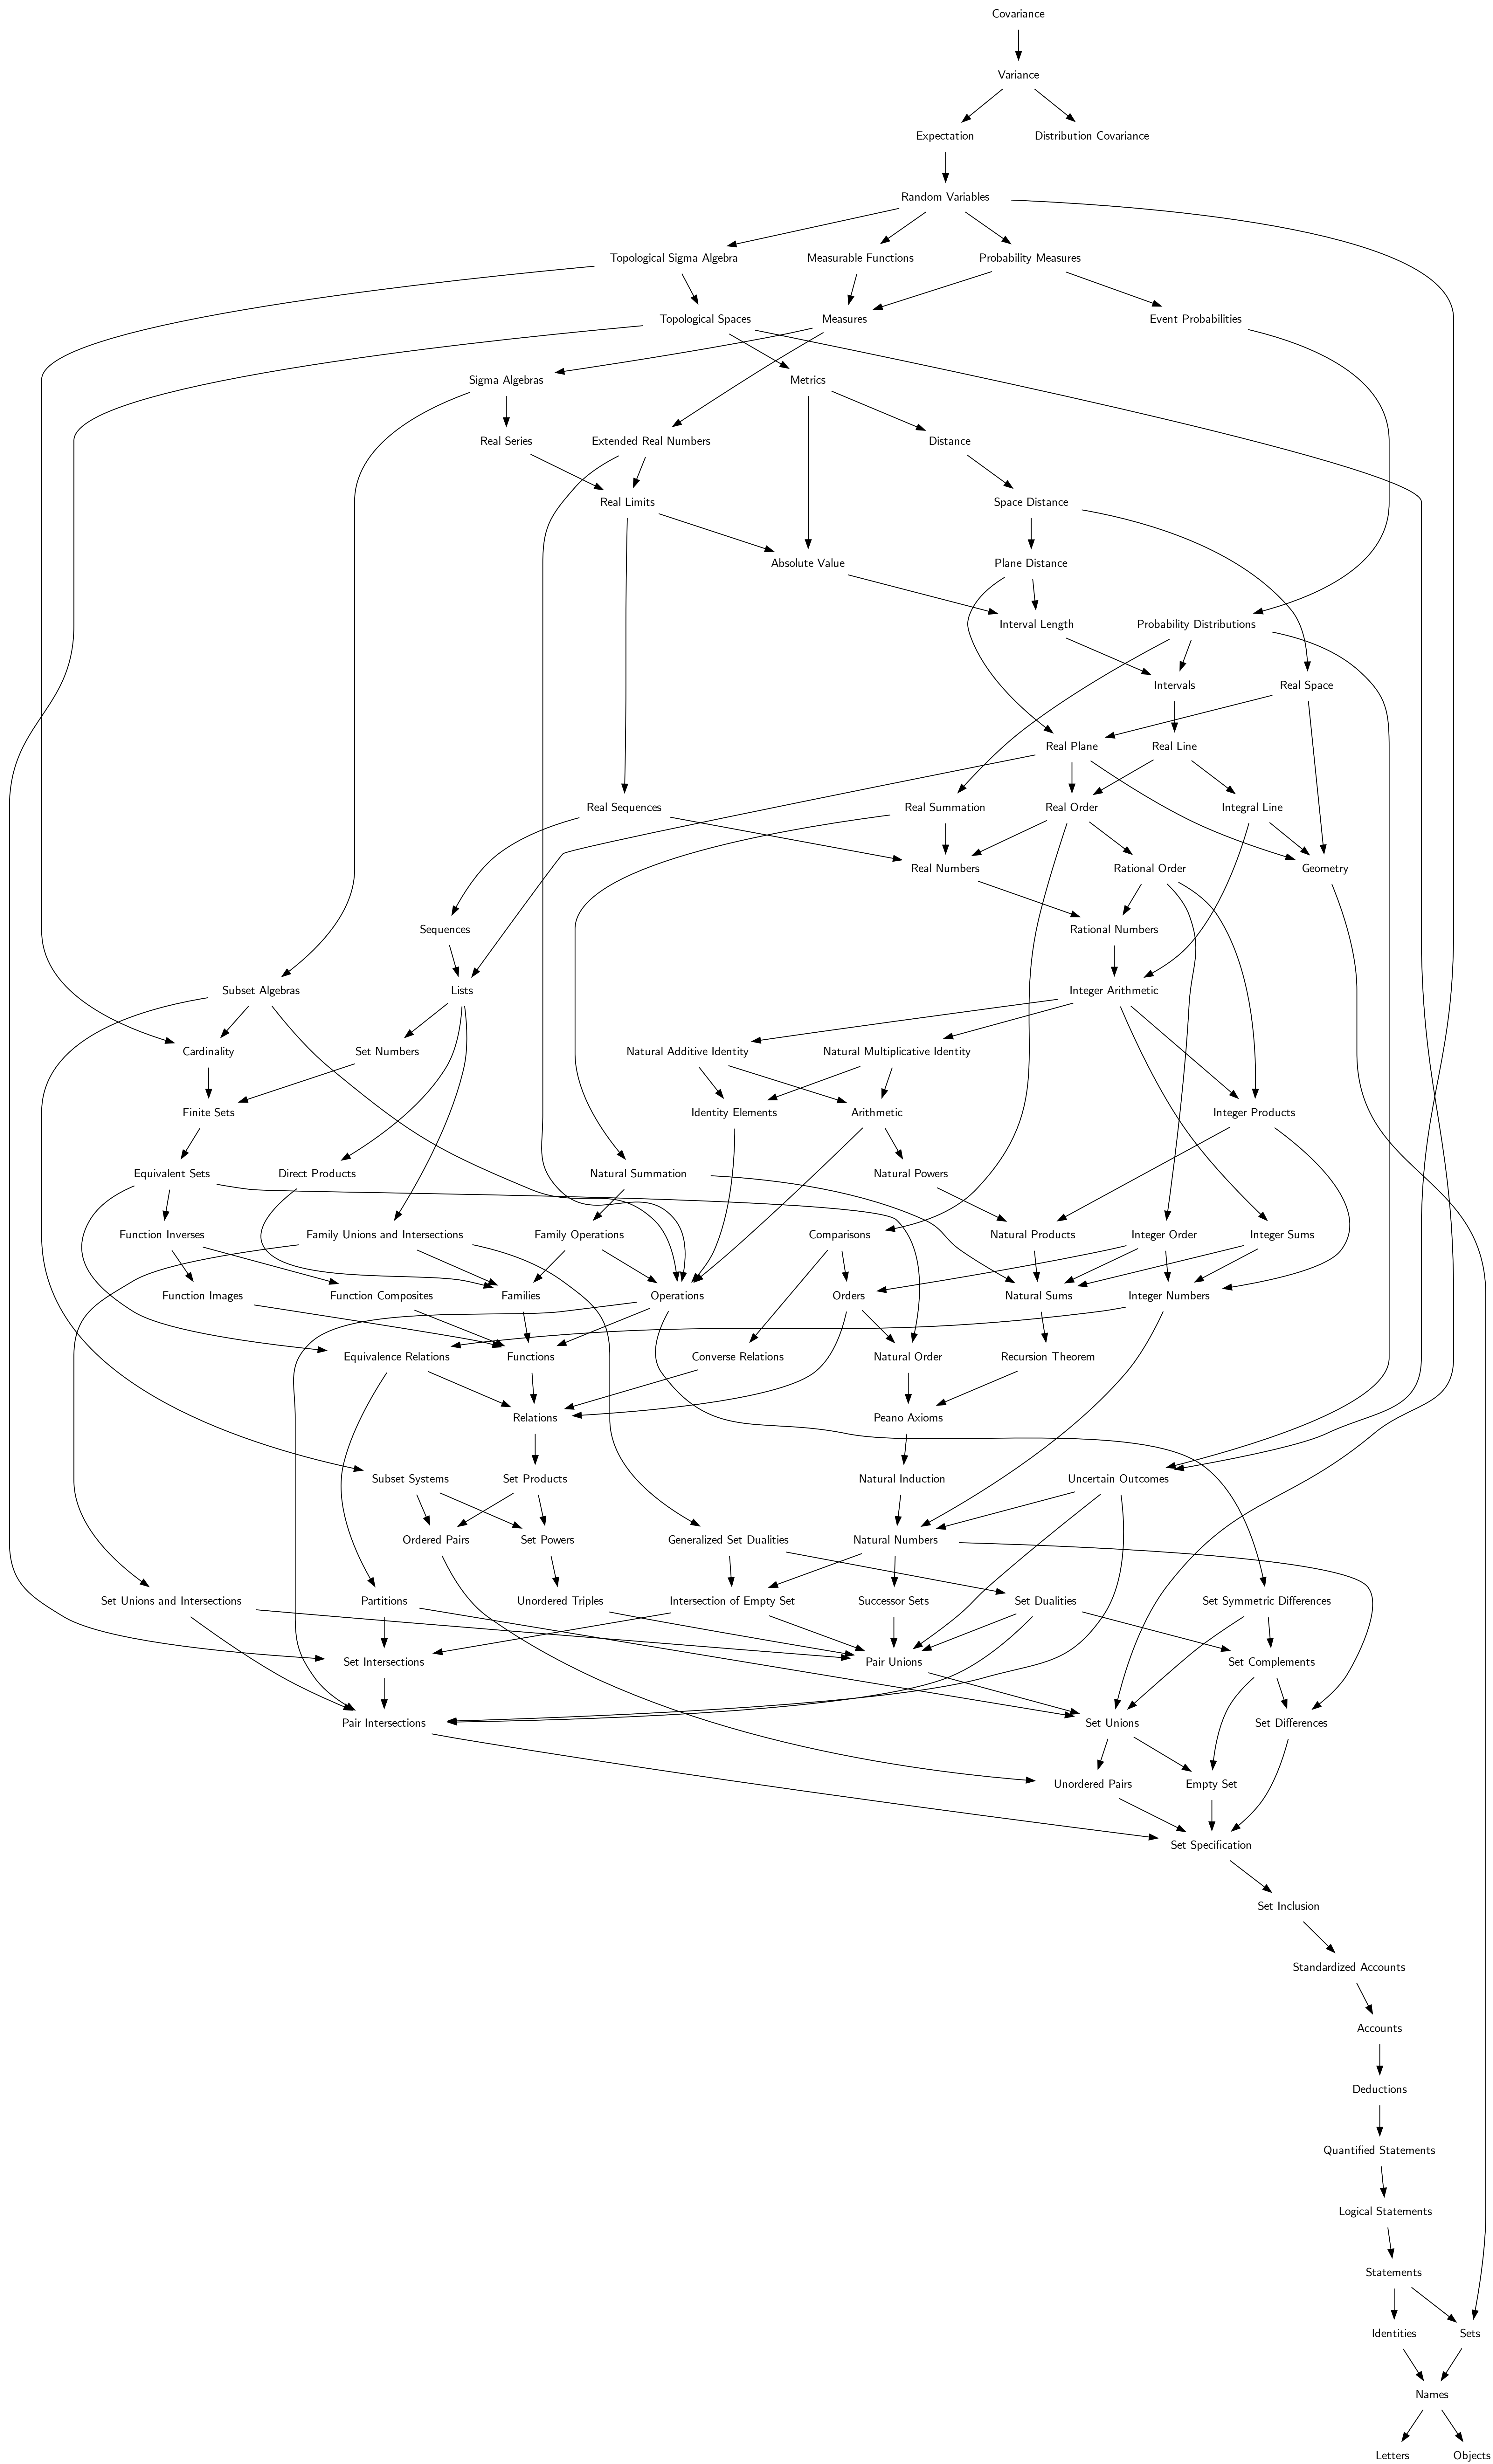 Covariance
Variance
Expectation
Distribution Covariance
Random Variables
Topological Sigma Algebra
Measurable Functions
Probability Measures
Topological Spaces
Measures
Event Probabilities
Sigma Algebras
Metrics
Real Series
Extended Real Numbers
Distance
Real Limits
Space Distance
Absolute Value
Plane Distance
Interval Length
Probability Distributions
Intervals
Real Space
Real Plane
Real Line
Real Sequences
Real Summation
Real Order
Integral Line
Real Numbers
Rational Order
Geometry
Sequences
Rational Numbers
Subset Algebras
Lists
Integer Arithmetic
Cardinality
Set Numbers
Natural Additive Identity
Natural Multiplicative Identity
Finite Sets
Identity Elements
Arithmetic
Integer Products
Equivalent Sets
Direct Products
Natural Summation
Natural Powers
Function Inverses
Family Unions and Intersections
Family Operations
Comparisons
Natural Products
Integer Order
Integer Sums
Function Images
Function Composites
Families
Operations
Orders
Natural Sums
Integer Numbers
Equivalence Relations
Functions
Converse Relations
Natural Order
Recursion Theorem
Relations
Peano Axioms
Subset Systems
Set Products
Natural Induction
Uncertain Outcomes
Ordered Pairs
Set Powers
Generalized Set Dualities
Natural Numbers
Set Unions and Intersections
Partitions
Unordered Triples
Intersection of Empty Set
Successor Sets
Set Dualities
Set Symmetric Differences
Set Intersections
Pair Unions
Set Complements
Pair Intersections
Set Unions
Set Differences
Unordered Pairs
Empty Set
Set Specification
Set Inclusion
Standardized Accounts
Accounts
Deductions
Quantified Statements
Logical Statements
Statements
Identities
Sets
Names
Letters
Objects